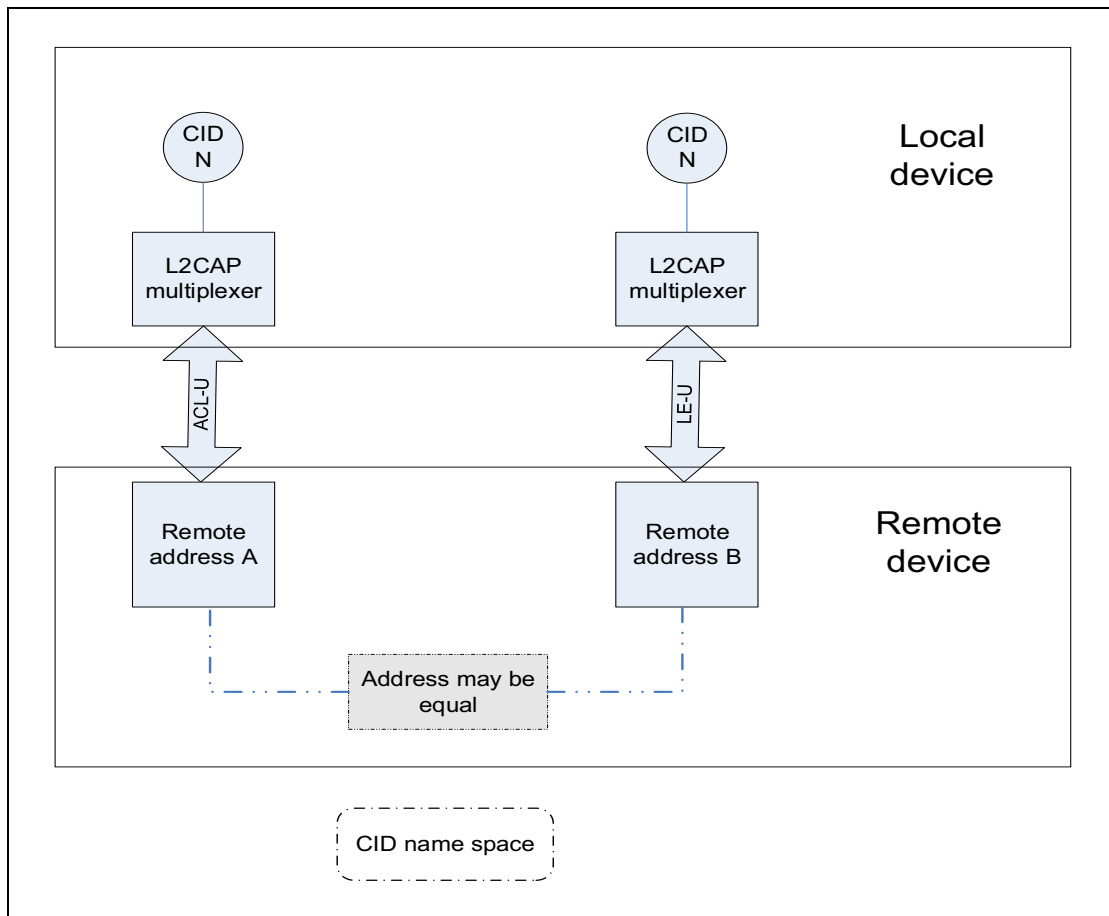 CID
N
CID
N
Local
device
L2CAP
multiplexer
L2CAP
multiplexer
ACL-U
LE-U
Remote
address A
Remote
address B
Remote
device
Address may be
equal
CID name space